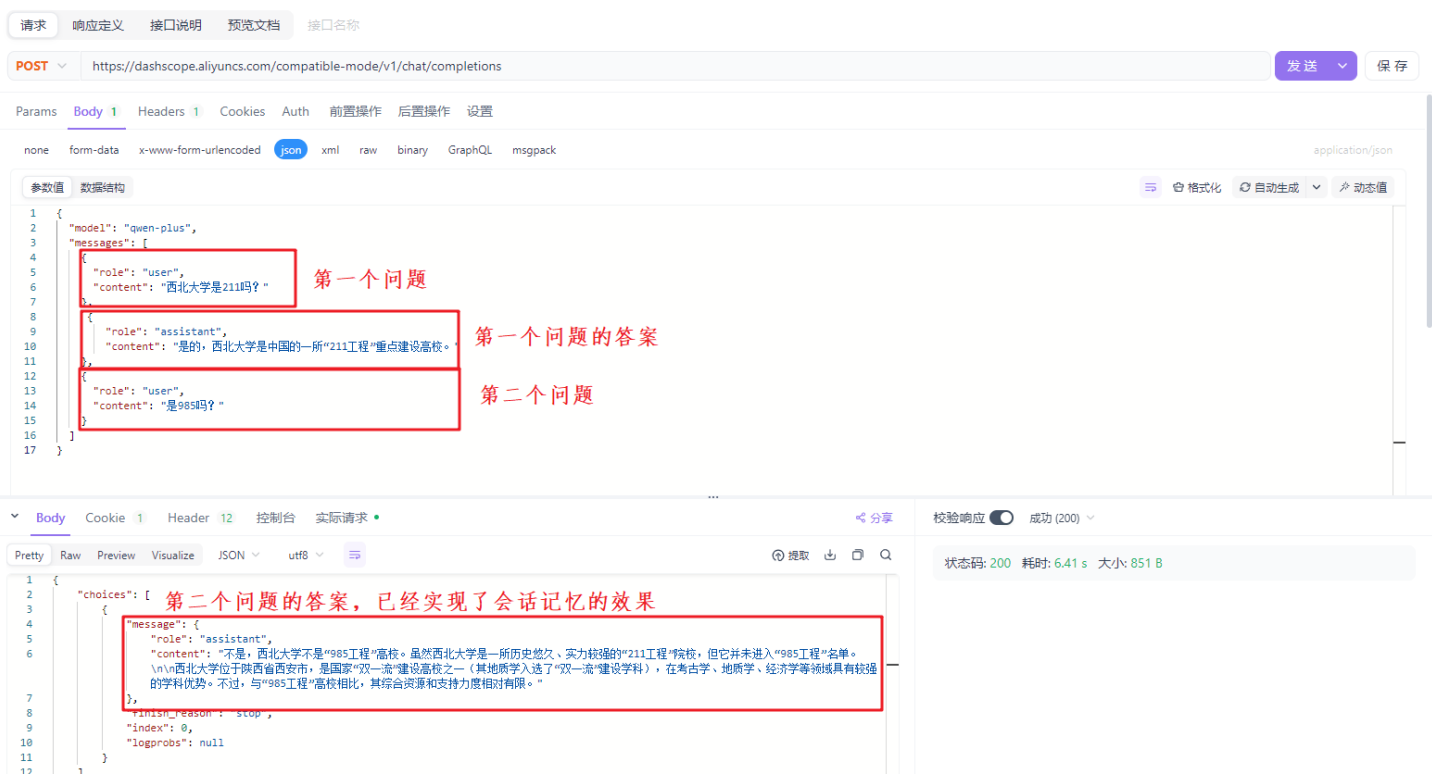 请求 响应定义 接口说明 预览文档 接口名称
POST https://dashscope.aliyuncs.com/compatible-mode/v1/chat/completions 发 送 保 存
Params Body 1 Headers 1 Cookies Auth 前置操作 后置操作 设置
none form-data x-www-form-urlencoded json xml raw binary GraphQL msgpack application/json
参数值 数据结构 格式化 自动生成 动态值
1 {
2 "model": "qwen-plus",
3 "messages": [
4 {
5 "role": "user",
6 "content": "西北大学是211吗？"
7 },
第一个问题
8 {
9 "role": "assistant",
10 "content": "是的，西北大学是中国的一所“211工程”重点建设高校。"
11 },
第一个问题的答案
12 {
13 "role": "user",
14 "content": "是985吗？"
15 }
第二个问题
16 ]
17 }
Body Cookie 1 Header 12 控制台 实际请求 分享 校验响应 成功 (200)
Pretty Raw Preview Visualize JSON utf8 提取
状态码: 200 耗时: 6.41 s 大小: 851 B
1 {
2 "choices": [
第二个问题的答案，已经实现了会话记忆的效果
3 {
4 "message": {
5 "role": "assistant",
6 "content": "不是，西北大学不是“985工程”高校。虽然西北大学是一所历史悠久、实力较强的“211工程”院校，但它并未进入“985工程”名单。
\n\n西北大学位于陕西省西安市，是国家“双一流”建设高校之一（其地质学入选了“双一流”建设学科），在考古学、地质学、经济学等领域具有较强
的学科优势。不过，与“985工程”高校相比，其综合资源和支持力度相对有限。"
7 },
8 "finish_reason": "stop",
9 "index": 0,
10 "logprobs": null
11 }
12 ]